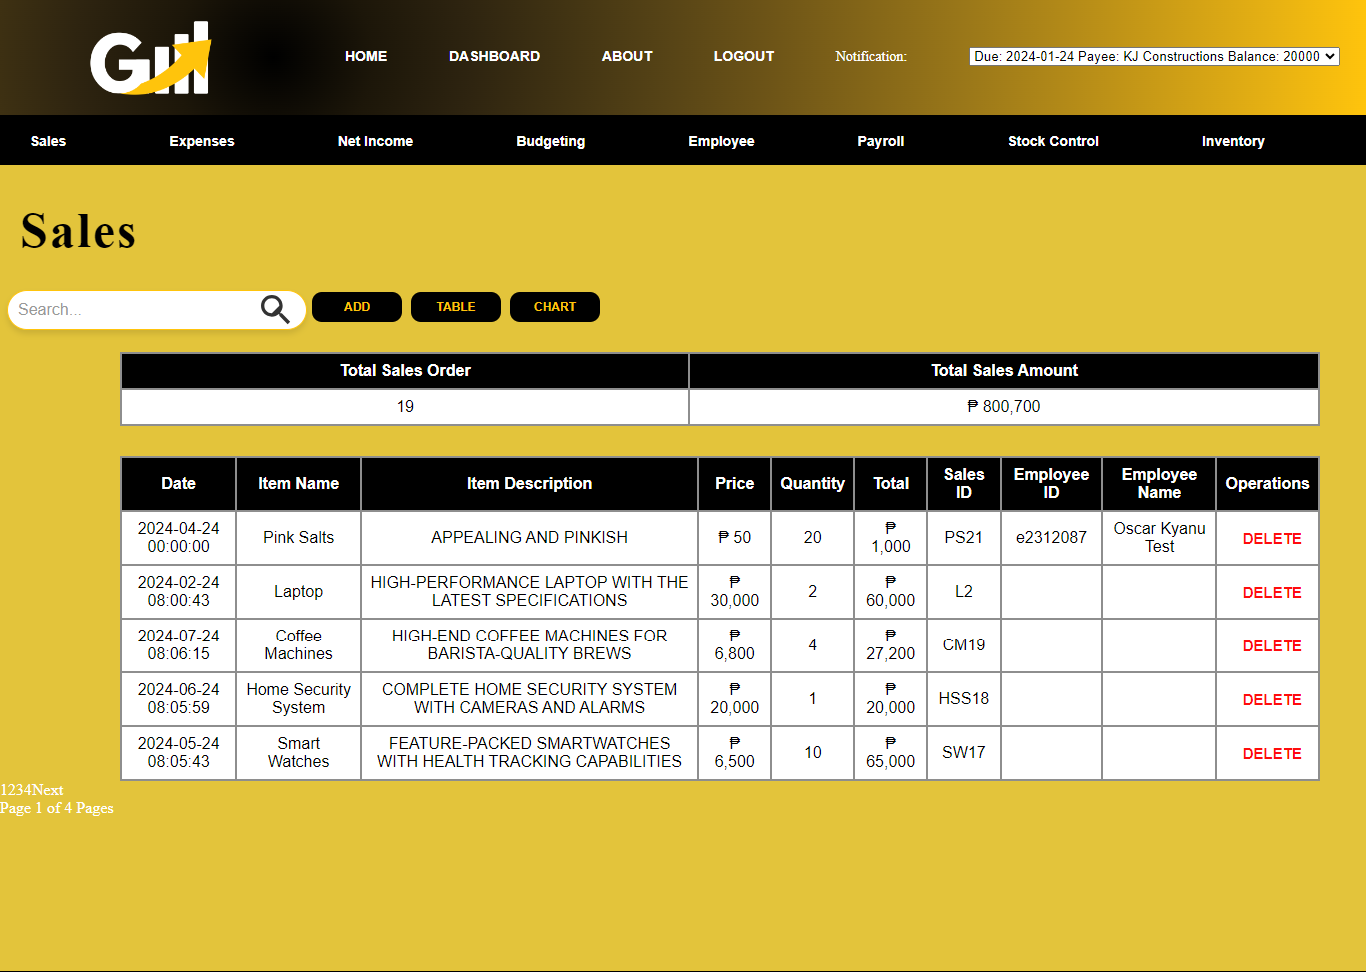 Gill
HOME DASHBOARD ABOUT LOGOUT Notification: Due: 2024-01-24 Payee: KJ Constructions Balance: 20000
Sales Expenses Net Income Budgeting Employee Payroll Stock Control Inventory
Sales
Search... ADD TABLE CHART
Total Sales Order Total Sales Amount
19 ₱ 800,700
Date Item Name Item Description Price Quantity Total Sales ID Employee ID Employee Name Operations
2024-04-24 00:00:00 Pink Salts APPEALING AND PINKISH ₱ 50 20 ₱ 1,000 PS21 e2312087 Oscar Kyanu Test DELETE
2024-02-24 08:00:43 Laptop HIGH-PERFORMANCE LAPTOP WITH THE LATEST SPECIFICATIONS ₱ 30,000 2 ₱ 60,000 L2 DELETE
2024-07-24 08:06:15 Coffee Machines HIGH-END COFFEE MACHINES FOR BARISTA-QUALITY BREWS ₱ 6,800 4 ₱ 27,200 CM19 DELETE
2024-06-24 08:05:59 Home Security System COMPLETE HOME SECURITY SYSTEM WITH CAMERAS AND ALARMS ₱ 20,000 1 ₱ 20,000 HSS18 DELETE
2024-05-24 08:05:43 Smart Watches FEATURE-PACKED SMARTWATCHES WITH HEALTH TRACKING CAPABILITIES ₱ 6,500 10 ₱ 65,000 SW17 DELETE
1234Next
Page 1 of 4 Pages